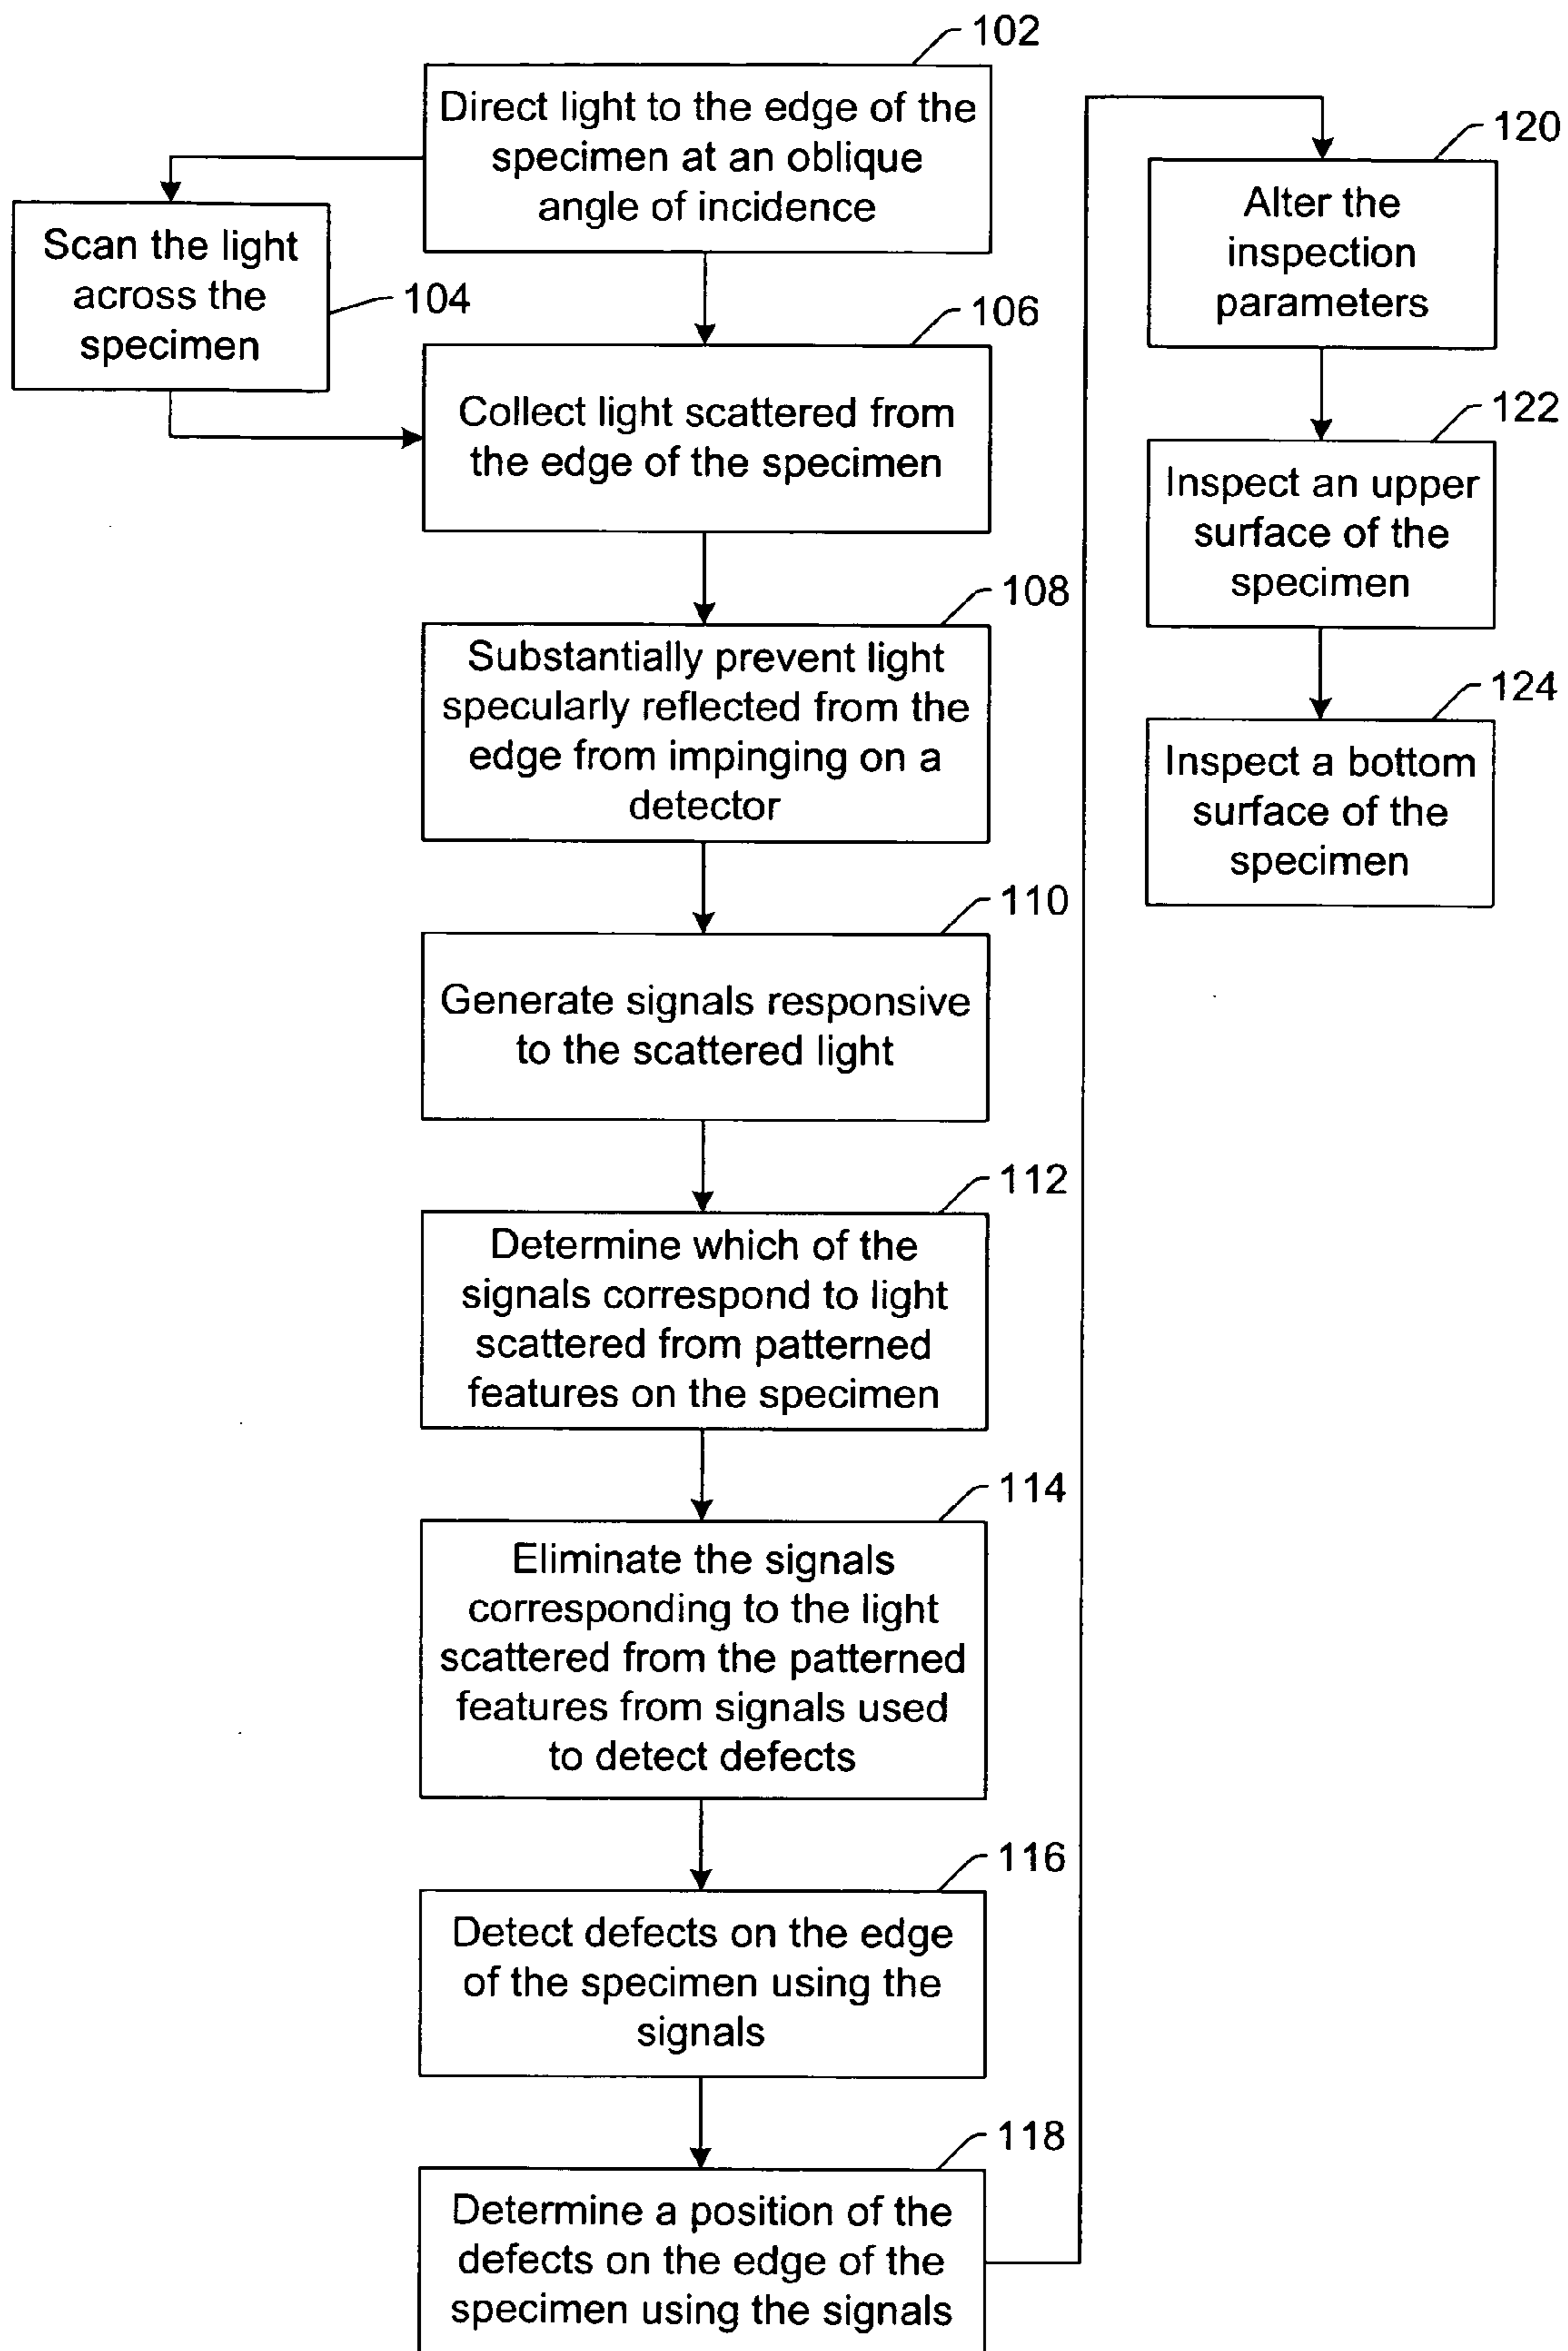 102
Direct light to the edge of the
specimen at an oblique
angle of incidence
Scan the light
across the
specimen
104
106
Collect light scattered from
the edge of the specimen
108
Substantially prevent light
specularly reflected from the
edge from impinging on a
detector
110
Generate signals responsive
to the scattered light
112
Determine which of the
signals correspond to light
scattered from patterned
features on the specimen
114
Eliminate the signals
corresponding to the light
scattered from the patterned
features from signals used
to detect defects
116
Detect defects on the edge
of the specimen using the
signals
118
Determine a position of the
defects on the edge of the
specimen using the signals
120
Alter the
inspection
parameters
122
Inspect an upper
surface of the
specimen
124
Inspect a bottom
surface of the
specimen